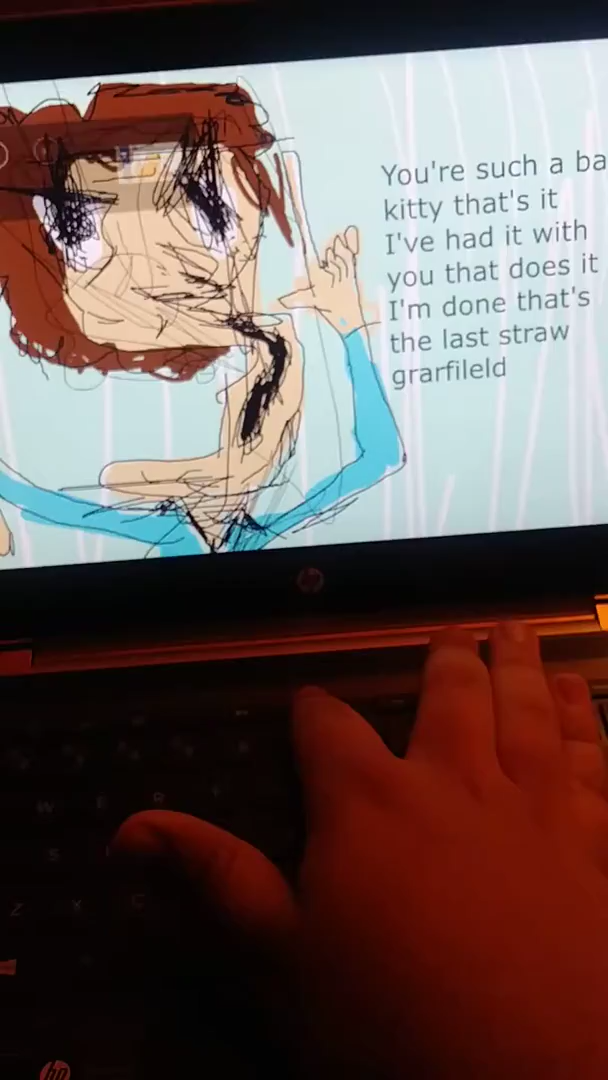 You're such a ba
kitty that's it
I've had it with
you that does it
I'm done that's
the last straw
grarfileld
W E R
S
Z X C
hp